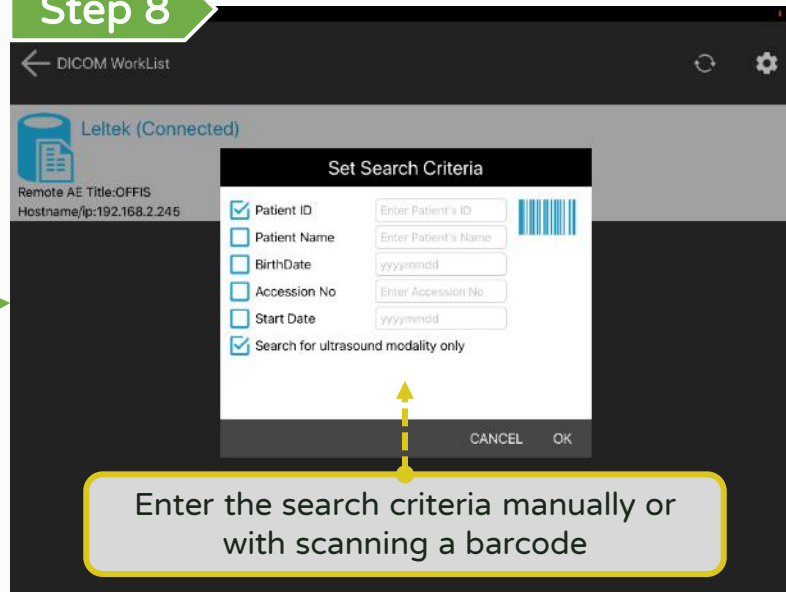 Step 8
DICOM WorkList
Leltek (Connected)
Remote AE Title:OFFIS
Hostname/ip:192.168.2.245
Set Search Criteria
Patient ID Enter Patient's ID
Patient Name Enter Patient's Name
BirthDate yyyymmdd
Accession No Enter Accession No
Start Date yyyymmdd
Search for ultrasound modality only
CANCEL OK
Enter the search criteria manually or
with scanning a barcode